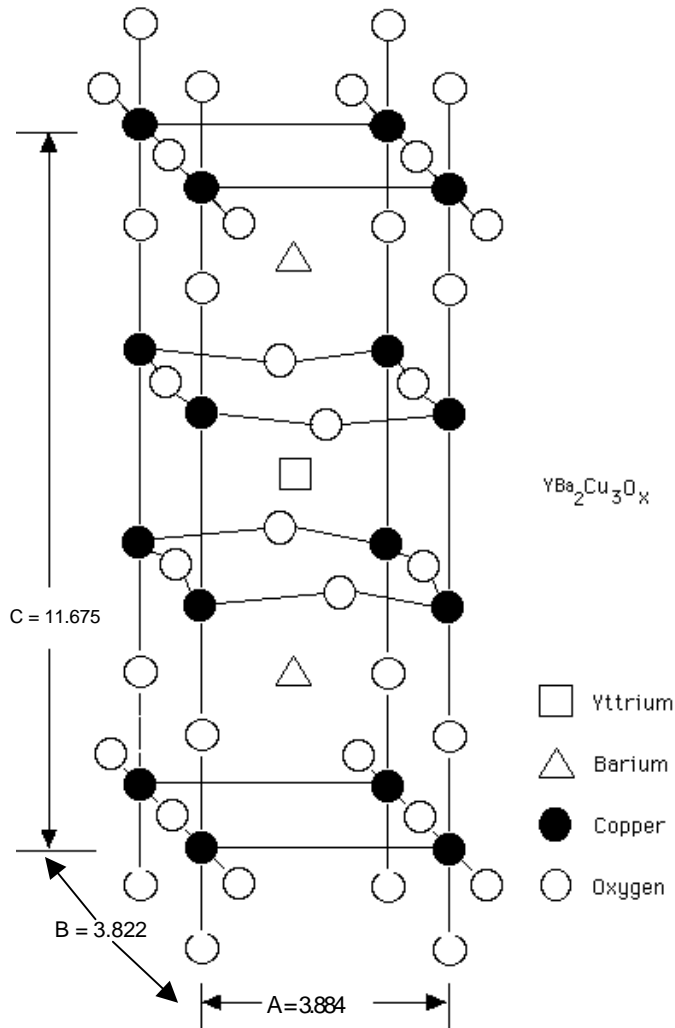 YBa₂Cu₃Oₓ
C = 11.675
Yttrium
Barium
Copper
Oxygen
B = 3.822
A=3.884